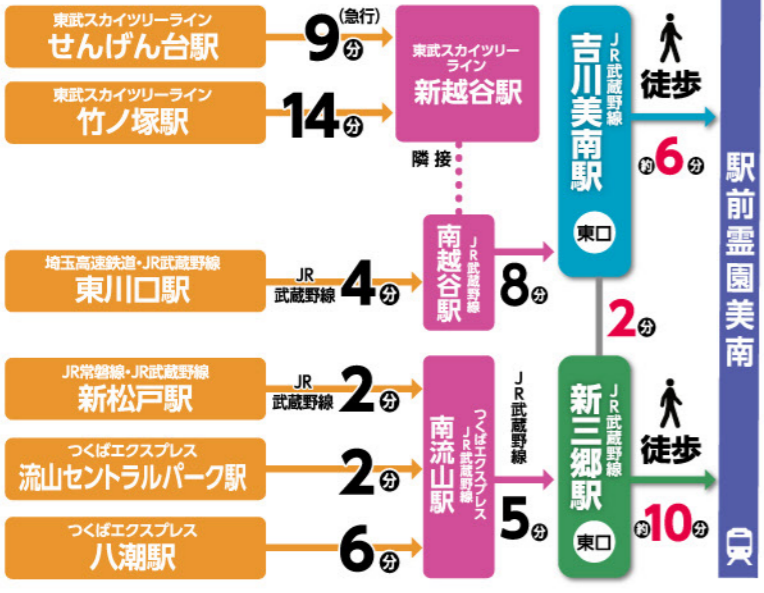 東武スカイツリーライン
せんげん台駅
9分
(急行)
東武スカイツリーライン
竹ノ塚駅
14分
東武スカイツリー
ライン
新越谷駅
隣接
埼玉高速鉄道・JR武蔵野線
東川口駅
JR
武蔵野線
4分
南越谷駅
JR武蔵野線
8分
JR武蔵野線
吉川美南駅
東口
徒歩
約6分
2分
JR常磐線・JR武蔵野線
新松戸駅
JR
武蔵野線
2分
つくばエクスプレス
流山セントラルパーク駅
2分
つくばエクスプレス
八潮駅
6分
つくばエクスプレス
JR武蔵野線
南流山駅
JR武蔵野線
5分
JR武蔵野線
新三郷駅
東口
徒歩
約10分
駅前霊園美南